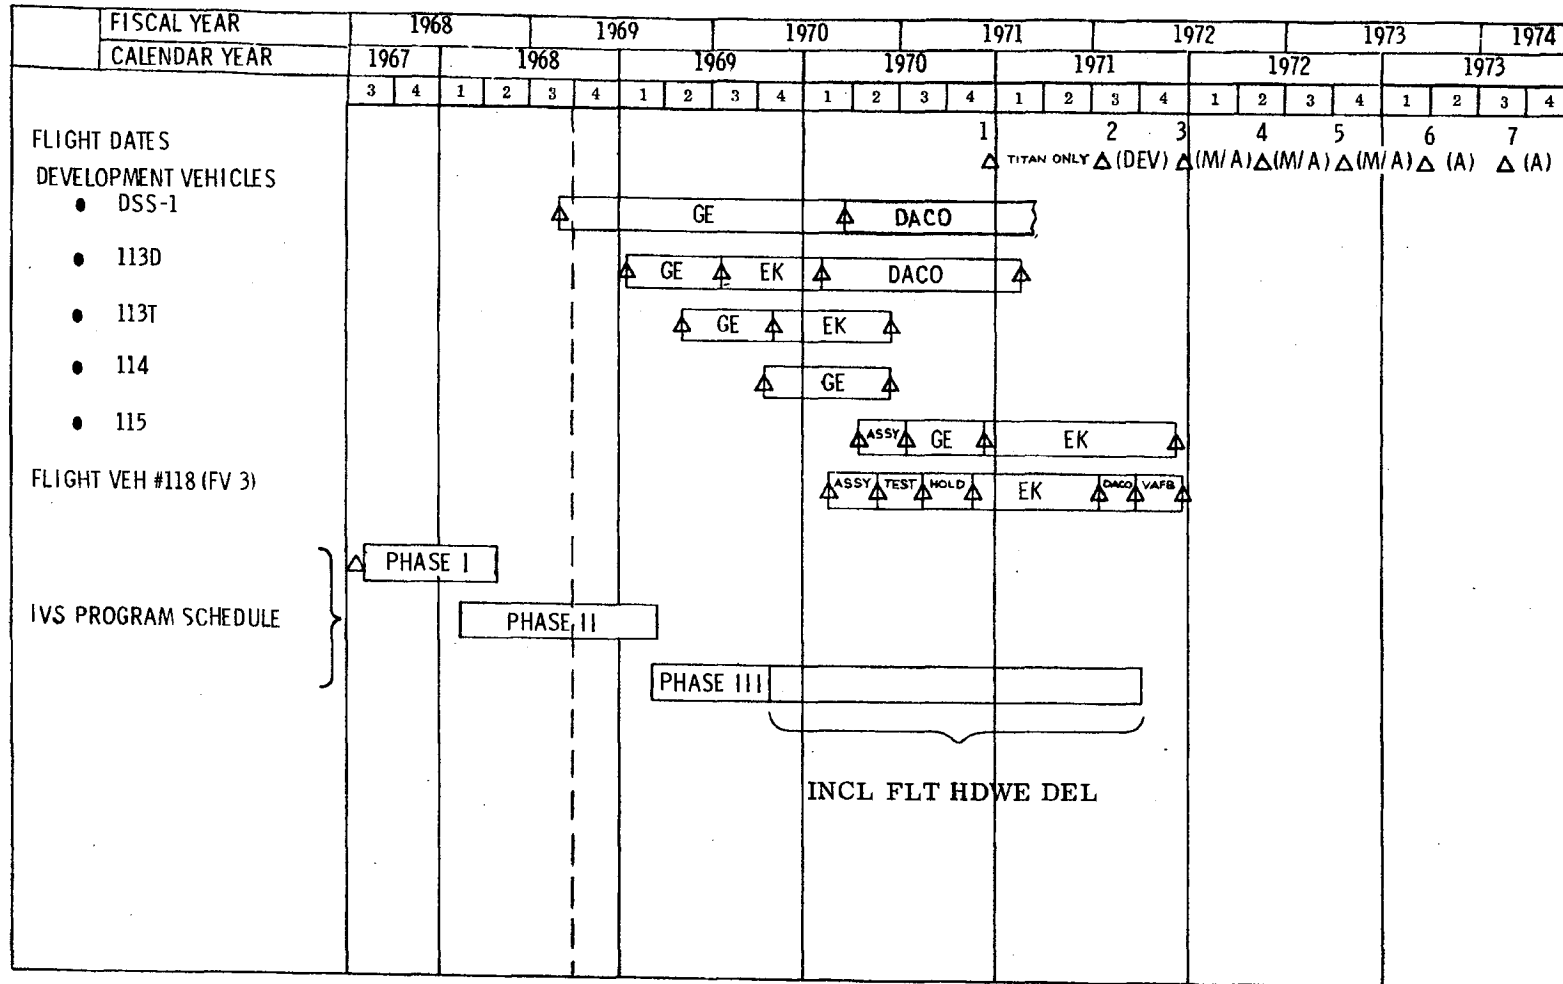 FISCAL YEAR 1968 1969 1970 1971 1972 1973 1974
CALENDAR YEAR 1967 1968 1969 1970 1971 1972 1973
3 4 1 2 3 4 1 2 3 4 1 2 3 4 1 2 3 4 1 2 3 4 1 2 3 4
1 2 3 4 5 6 7
FLIGHT DATES
TITAN ONLY (DEV) (M/A) (M/A) (M/A) (A) (A)
DEVELOPMENT VEHICLES
• DSS-1 GE DACO
• 113D GE EK DACO
• 113T GE EK
• 114 GE
• 115 ASSY GE EK
FLIGHT VEH #118 (FV 3) ASSY TEST HOLD EK DACO VAFB
PHASE I
IVS PROGRAM SCHEDULE PHASE II
PHASE III
INCL FLT HDWE DEL